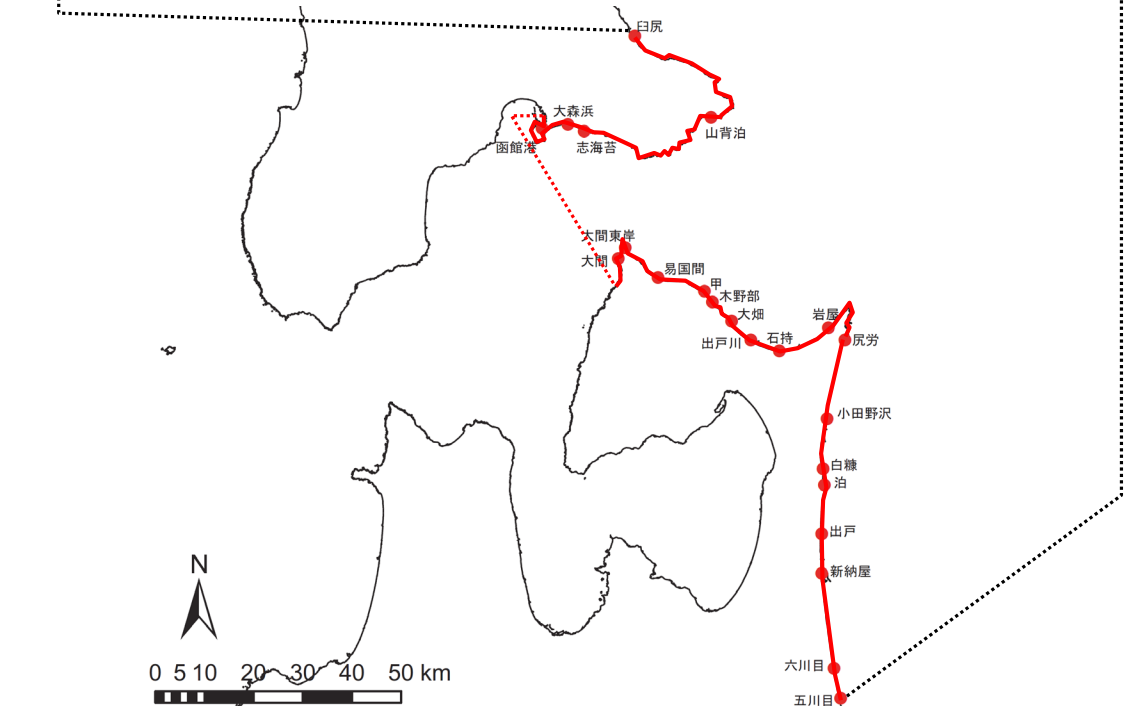 臼尻
大森浜
山背泊
函館港
志海苔
大間東岸
大間
易国間
甲
木野部
大畑
岩屋
出戸川
石持
尻労
小田野沢
白糠
泊
出戸
新納屋
六川目
五川目
N
0 5 10 20 30 40 50 km